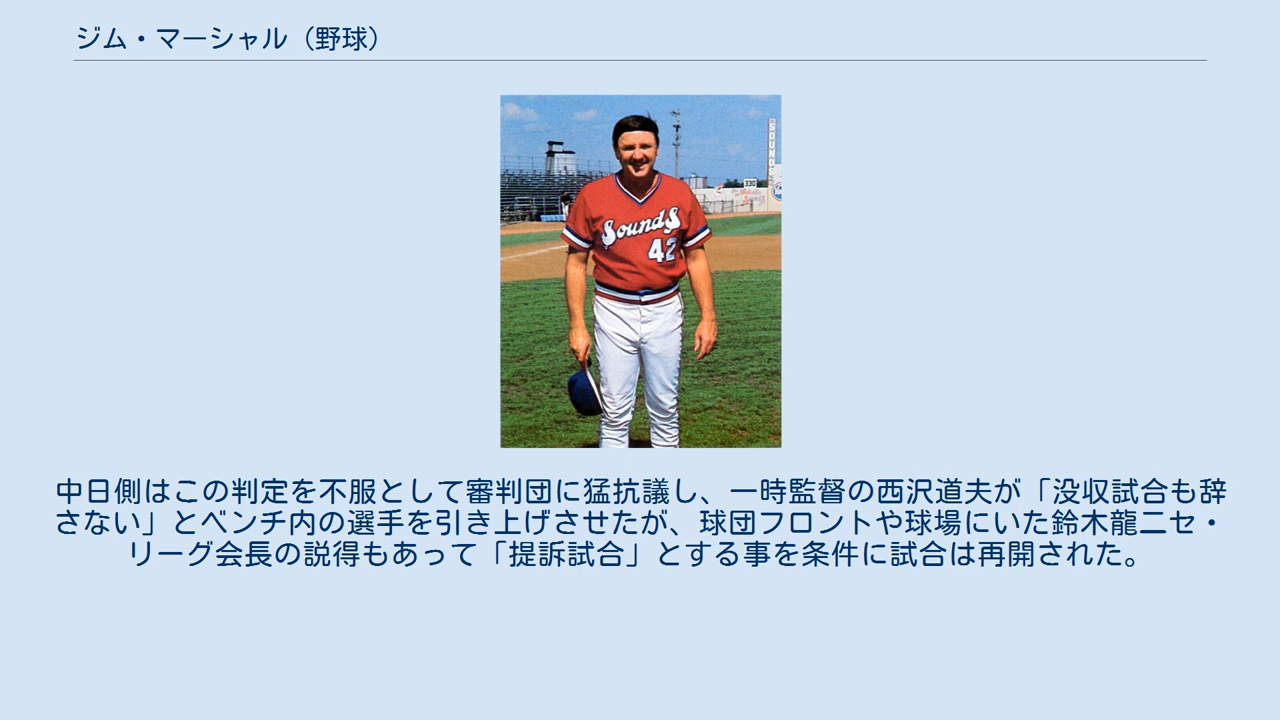 ジム・マーシャル（野球）
SOUNDS
330
Sounds
42
中日側はこの判定を不服として審判団に猛抗議し、一時監督の西沢道夫が「没収試合も辞
さない」とベンチ内の選手を引き上げさせたが、球団フロントや球場にいた鈴木龍二セ・
リーグ会長の説得もあって「提訴試合」とする事を条件に試合は再開された。